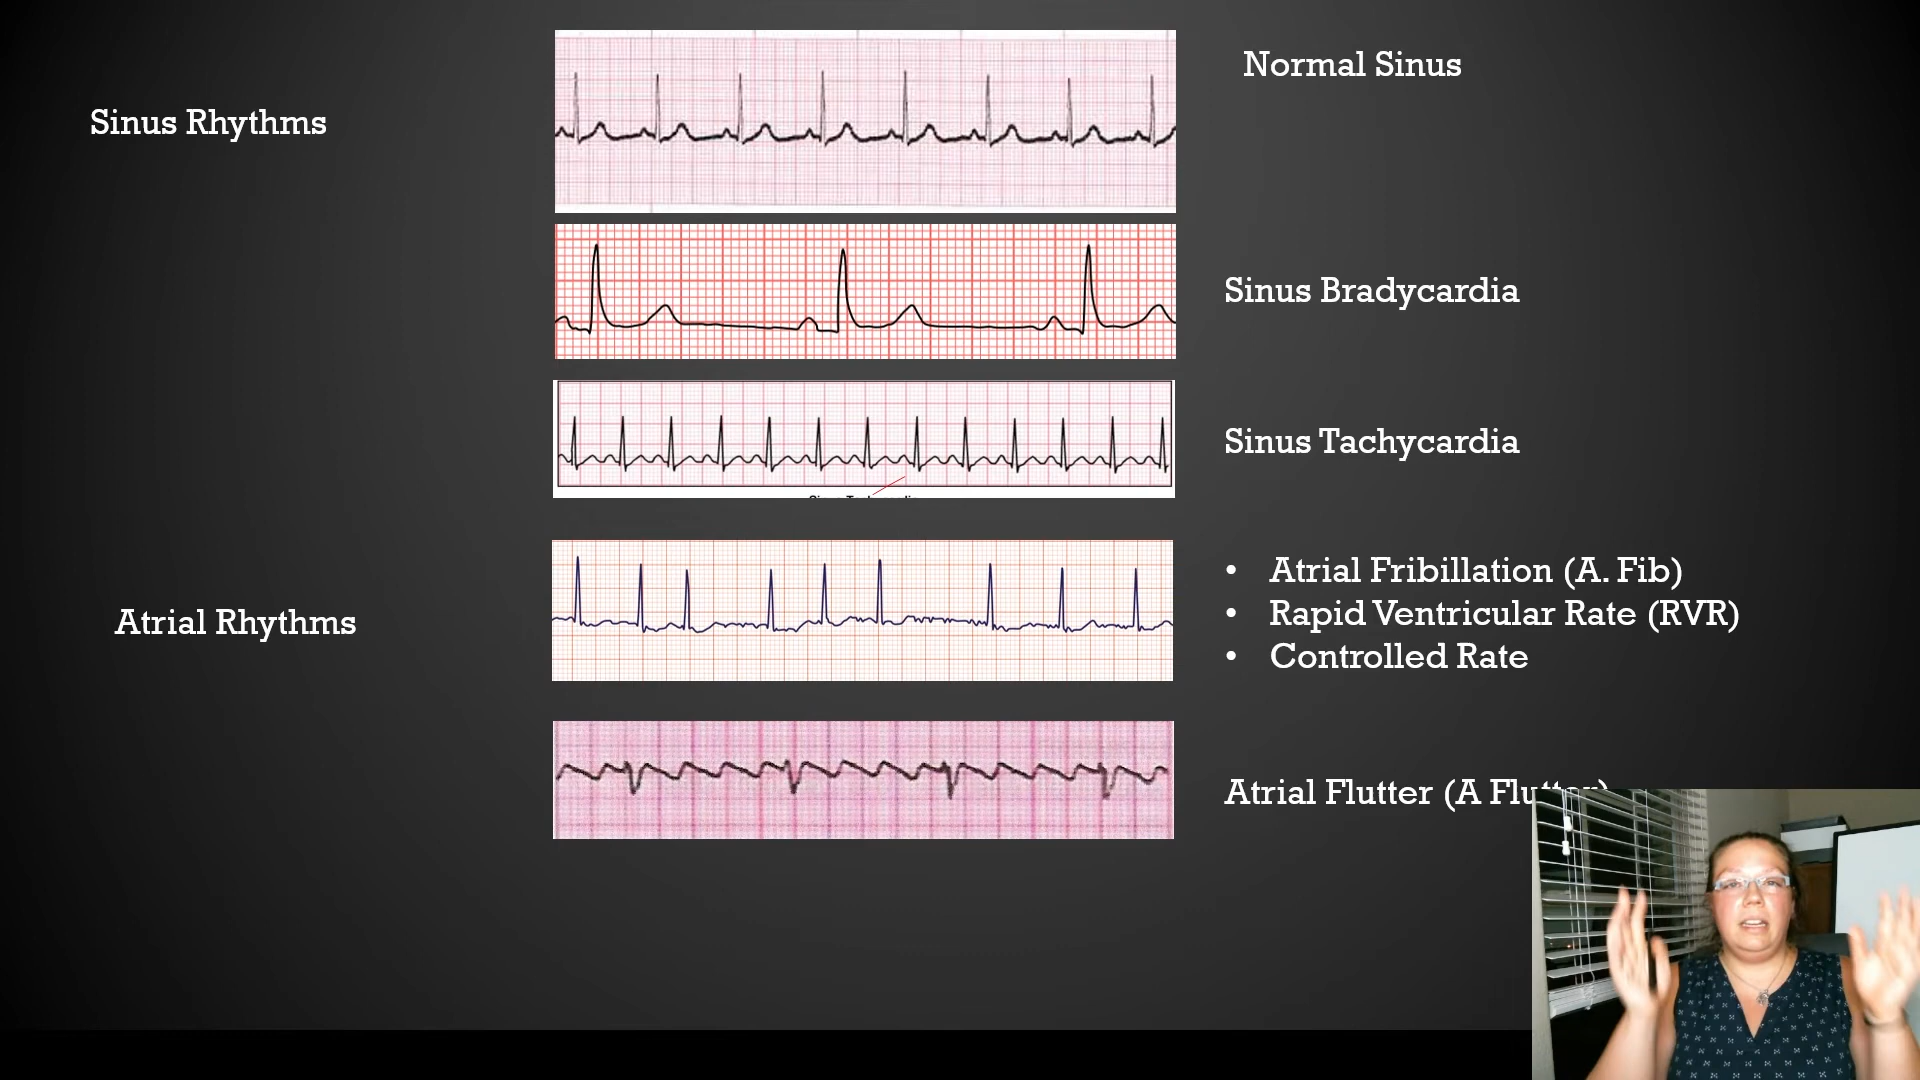 Normal Sinus
Sinus Rhythms
Sinus Bradycardia
Sinus Tachycardia
• Atrial Fribillation (A. Fib)
• Rapid Ventricular Rate (RVR)
• Controlled Rate
Atrial Rhythms
Atrial Flutter (A Flutter)